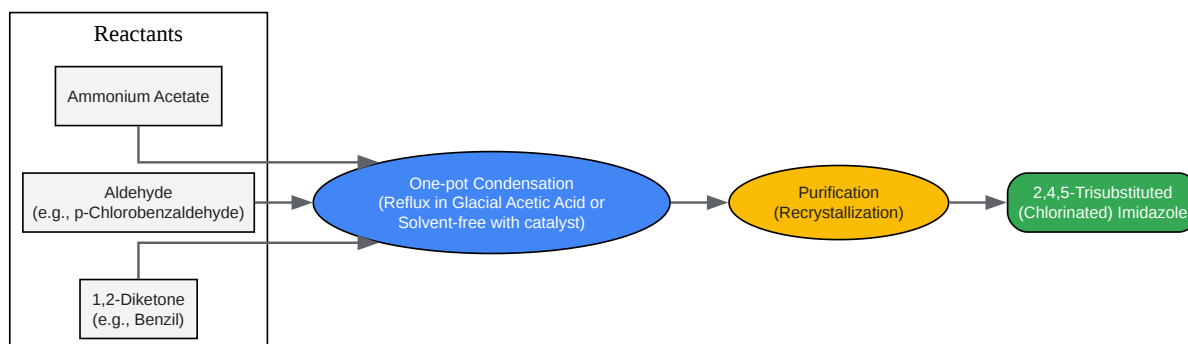 Reactants
Ammonium Acetate
Aldehyde
(e.g., p-Chlorobenzaldehyde)
1,2-Diketone
(e.g., Benzil)
One-pot Condensation
(Reflux in Glacial Acetic Acid or
Solvent-free with catalyst)
Purification
(Recrystallization)
2,4,5-Trisubstituted
(Chlorinated) Imidazole